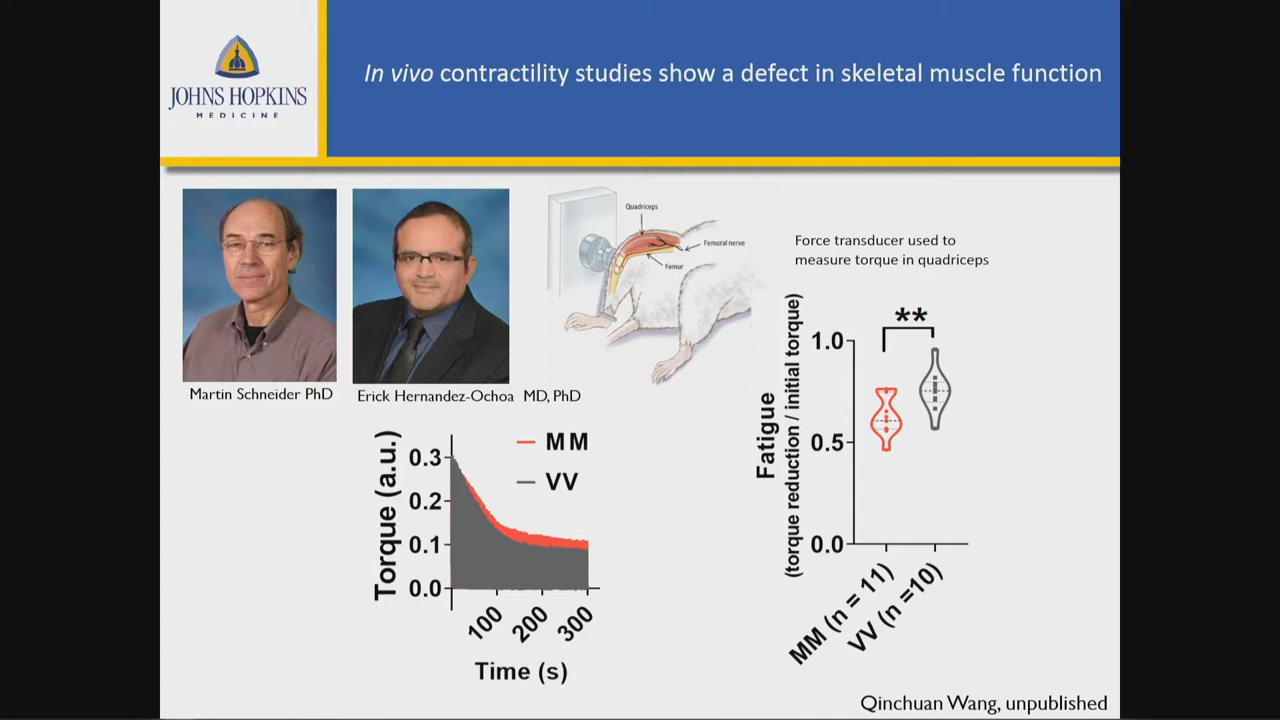 In vivo contractility studies show a defect in skeletal muscle function
JOHNS HOPKINS
MEDICINE
Quadriceps
Femoral nerve
Femur
Force transducer used to
measure torque in quadriceps
Martin Schneider PhD
Erick Hernandez-Ochoa MD, PhD
Torque (a.u.)
0.3
0.2
0.1
0.0
MM
VV
100
200
300
Time (s)
Fatigue
(torque reduction / initial torque)
1.0
0.5
0.0
**
MM (n = 11)
VV (n =10)
Qinchuan Wang, unpublished